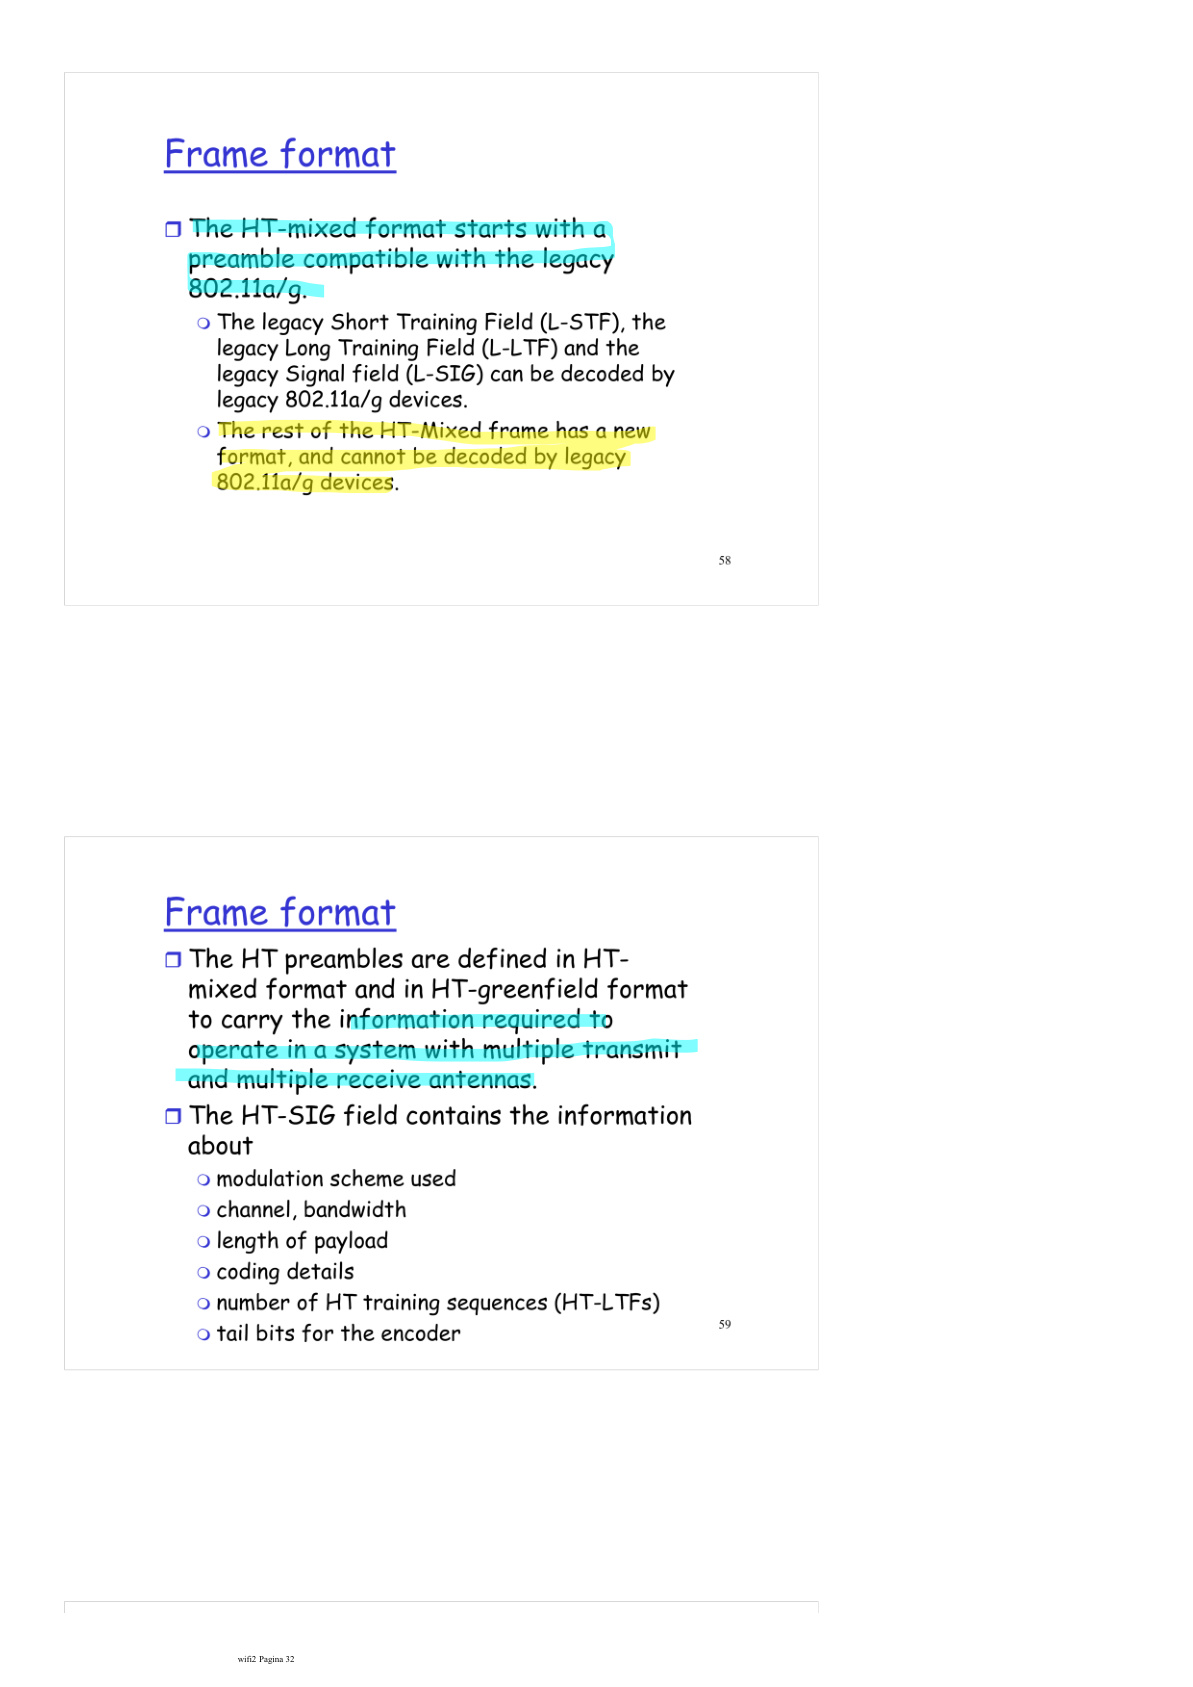 Frame format
The HT-mixed format starts with a
preamble compatible with the legacy
802.11a/g.
The legacy Short Training Field (L-STF), the
legacy Long Training Field (L-LTF) and the
legacy Signal field (L-SIG) can be decoded by
legacy 802.11a/g devices.
The rest of the HT-Mixed frame has a new
format, and cannot be decoded by legacy
802.11a/g devices.
58
Frame format
The HT preambles are defined in HT-
mixed format and in HT-greenfield format
to carry the information required to
operate in a system with multiple transmit
and multiple receive antennas.
The HT-SIG field contains the information
about
modulation scheme used
channel, bandwidth
length of payload
coding details
number of HT training sequences (HT-LTFs)
tail bits for the encoder
59
wifi2 Pagina 32